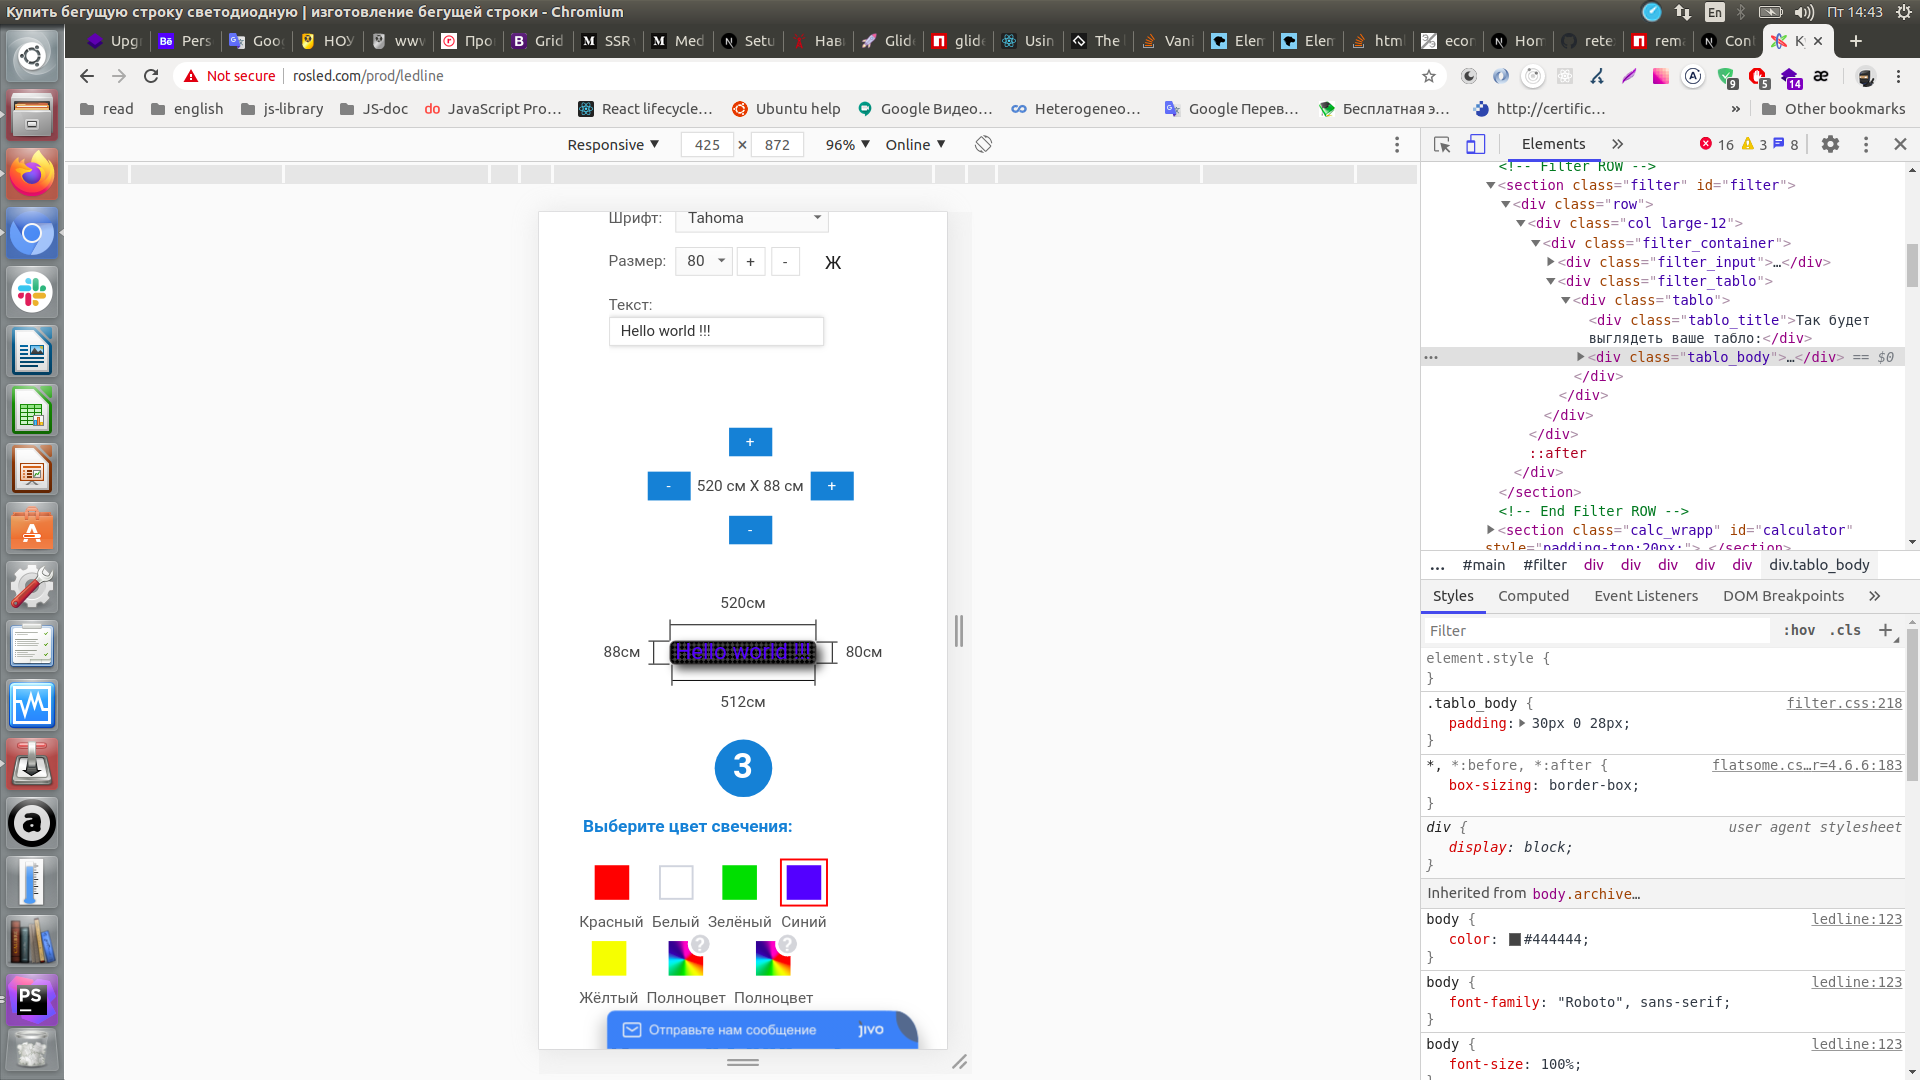 Купить бегущую строку светодиодную | изготовление бегущей строки - Chromium
En
Пт 14:43
Upg
Pers
Goo
НОУ
wwv
Про
Grid
SSR
Med
Setu
Нав
Glid
glide
Usin
The
Vani
Elem
Elem
html
econ
Hom
rete
rema
Con
К
Not secure
rosled.com/prod/ledline
9
5
14
read
english
js-library
JS-doc
do JavaScript Pro…
React lifecycle…
Ubuntu help
Google Видео…
Heterogeneo…
Google Перев…
Бесплатная э…
http://certific…
»
Other bookmarks
Responsive
425 × 872
96%
Online
Elements
»
16
3
8
Шрифт:
Tahoma
Размер:
80
+
-
Ж
Текст:
Hello world !!!
+
-
520 см X 88 см
+
-
520см
88см
Hello world !!!
80см
512см
3
Выберите цвет свечения:
Красный
Белый
Зелёный
Синий
?
?
Жёлтый
Полноцвет
Полноцвет
Отправьте нам сообщение
jivo
<!-- Filter ROW -->
<section class="filter" id="filter">
<div class="row">
<div class="col large-12">
<div class="filter_container">
<div class="filter_input">…</div>
<div class="filter_tablo">
<div class="tablo">
<div class="tablo_title">Так будет
выглядеть ваше табло:</div>
<div class="tablo_body">…</div> == $0
</div>
</div>
</div>
</div>
::after
</div>
</section>
<!-- End Filter ROW -->
<section class="calc_wrapp" id="calculator"
style="padding-top:20px;">…</section>
…
#main
#filter
div
div
div
div
div
div.tablo_body
Styles
Computed
Event Listeners
DOM Breakpoints
»
Filter
:hov
.cls
+
element.style {
}
.tablo_body {
filter.css:218
padding: 30px 0 28px;
}
*, *:before, *:after {
flatsome.cs…r=4.6.6:183
box-sizing: border-box;
}
div {
user agent stylesheet
display: block;
}
Inherited from body.archive…
body {
ledline:123
color: #444444;
}
body {
ledline:123
font-family: "Roboto", sans-serif;
}
body {
ledline:123
font-size: 100%;
PS